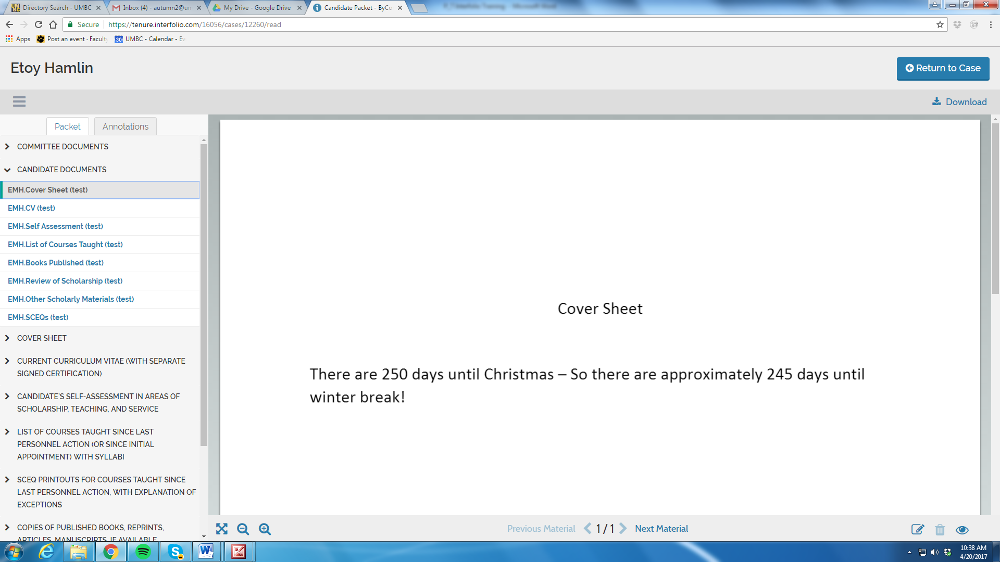 Directory Search - UMBC
Inbox (4) - autumn2@um
My Drive - Google Drive
Candidate Packet - ByCo
Secure
https://tenure.interfolio.com/16056/cases/12260/read
Apps
Post an event · Faculty
30
UMBC - Calendar - Ev
Etoy Hamlin
Return to Case
Download
Packet
Annotations
COMMITTEE DOCUMENTS
CANDIDATE DOCUMENTS
EMH.Cover Sheet (test)
EMH.CV (test)
EMH.Self Assessment (test)
EMH.List of Courses Taught (test)
EMH.Books Published (test)
EMH.Review of Scholarship (test)
EMH.Other Scholarly Materials (test)
EMH.SCEQs (test)
COVER SHEET
CURRENT CURRICULUM VITAE (WITH SEPARATE
SIGNED CERTIFICATION)
CANDIDATE'S SELF-ASSESSMENT IN AREAS OF
SCHOLARSHIP, TEACHING, AND SERVICE
LIST OF COURSES TAUGHT SINCE LAST
PERSONNEL ACTION (OR SINCE INITIAL
APPOINTMENT) WITH SYLLABI
SCEQ PRINTOUTS FOR COURSES TAUGHT SINCE
LAST PERSONNEL ACTION, WITH EXPLANATION OF
EXCEPTIONS
COPIES OF PUBLISHED BOOKS, REPRINTS,
ARTICLES, MANUSCRIPTS, IF AVAILABLE
Cover Sheet
There are 250 days until Christmas – So there are approximately 245 days until
winter break!
Previous Material
1 / 1
Next Material
4
10:38 AM
4/20/2017